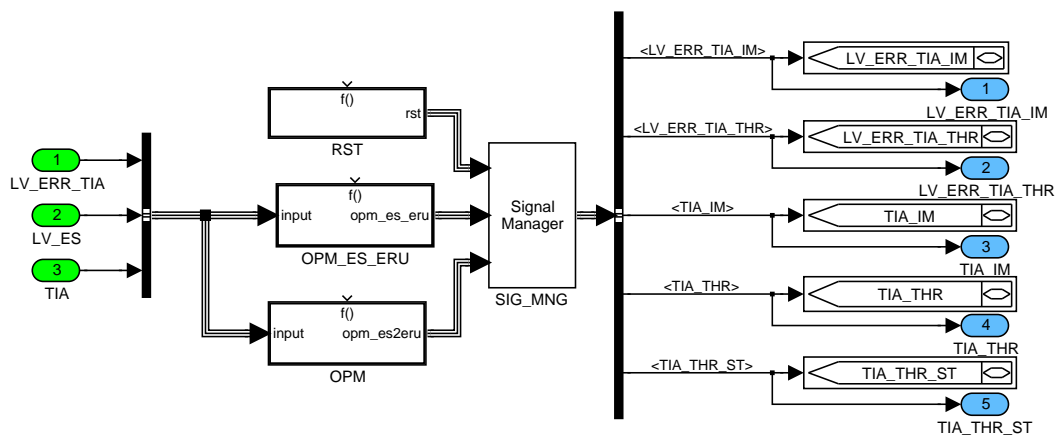 1
LV_ERR_TIA
2
LV_ES
3
TIA
f()
rst
RST
f()
input
opm_es_eru
OPM_ES_ERU
f()
input
opm_es2eru
OPM
Signal
Manager
SIG_MNG
<LV_ERR_TIA_IM>
LV_ERR_TIA_IM
1
LV_ERR_TIA_IM
<LV_ERR_TIA_THR>
LV_ERR_TIA_THR
2
LV_ERR_TIA_THR
<TIA_IM>
TIA_IM
3
TIA_IM
<TIA_THR>
TIA_THR
4
TIA_THR
<TIA_THR_ST>
TIA_THR_ST
5
TIA_THR_ST